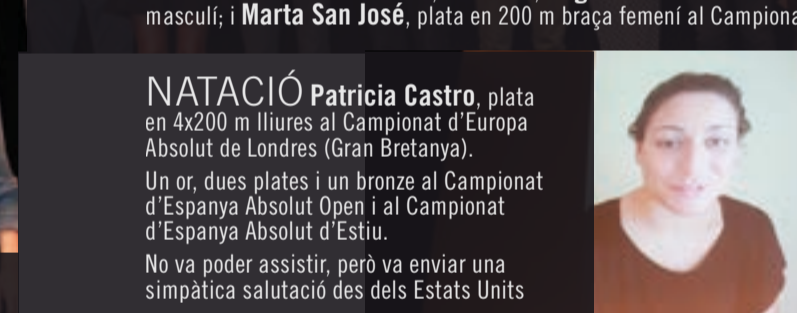 masculí; i Marta San José, plata en 200 m braça femení al Campiona
NATACIÓ Patricia Castro, plata
en 4x200 m lliures al Campionat d'Europa
Absolut de Londres (Gran Bretanya).
Un or, dues plates i un bronze al Campionat
d'Espanya Absolut Open i al Campionat
d'Espanya Absolut d'Estiu.
No va poder assistir, però va enviar una
simpàtica salutació des dels Estats Units